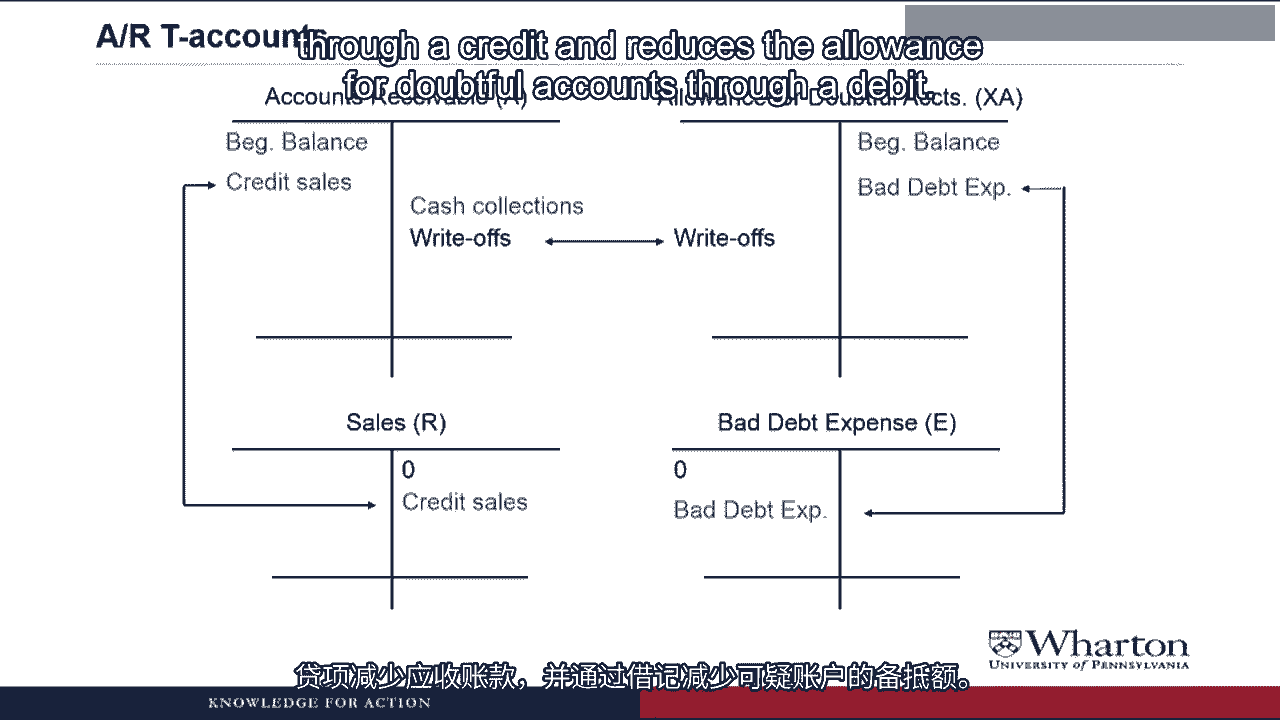 A/R T-accounts
through a credit and reduces the allowance
for doubtful accounts through a debit.
Accounts Receivable (A)
Allowance for Doubtful Accts. (XA)
Beg. Balance
Beg. Balance
Credit sales
Bad Debt Exp.
Cash collections
Write-offs
Write-offs
Sales (R)
Bad Debt Expense (E)
0
0
Credit sales
Bad Debt Exp.
Wharton
UNIVERSITY of PENNSYLVANIA
贷项减少应收账款，并通过借记减少可疑账户的备抵额。
KNOWLEDGE FOR ACTION